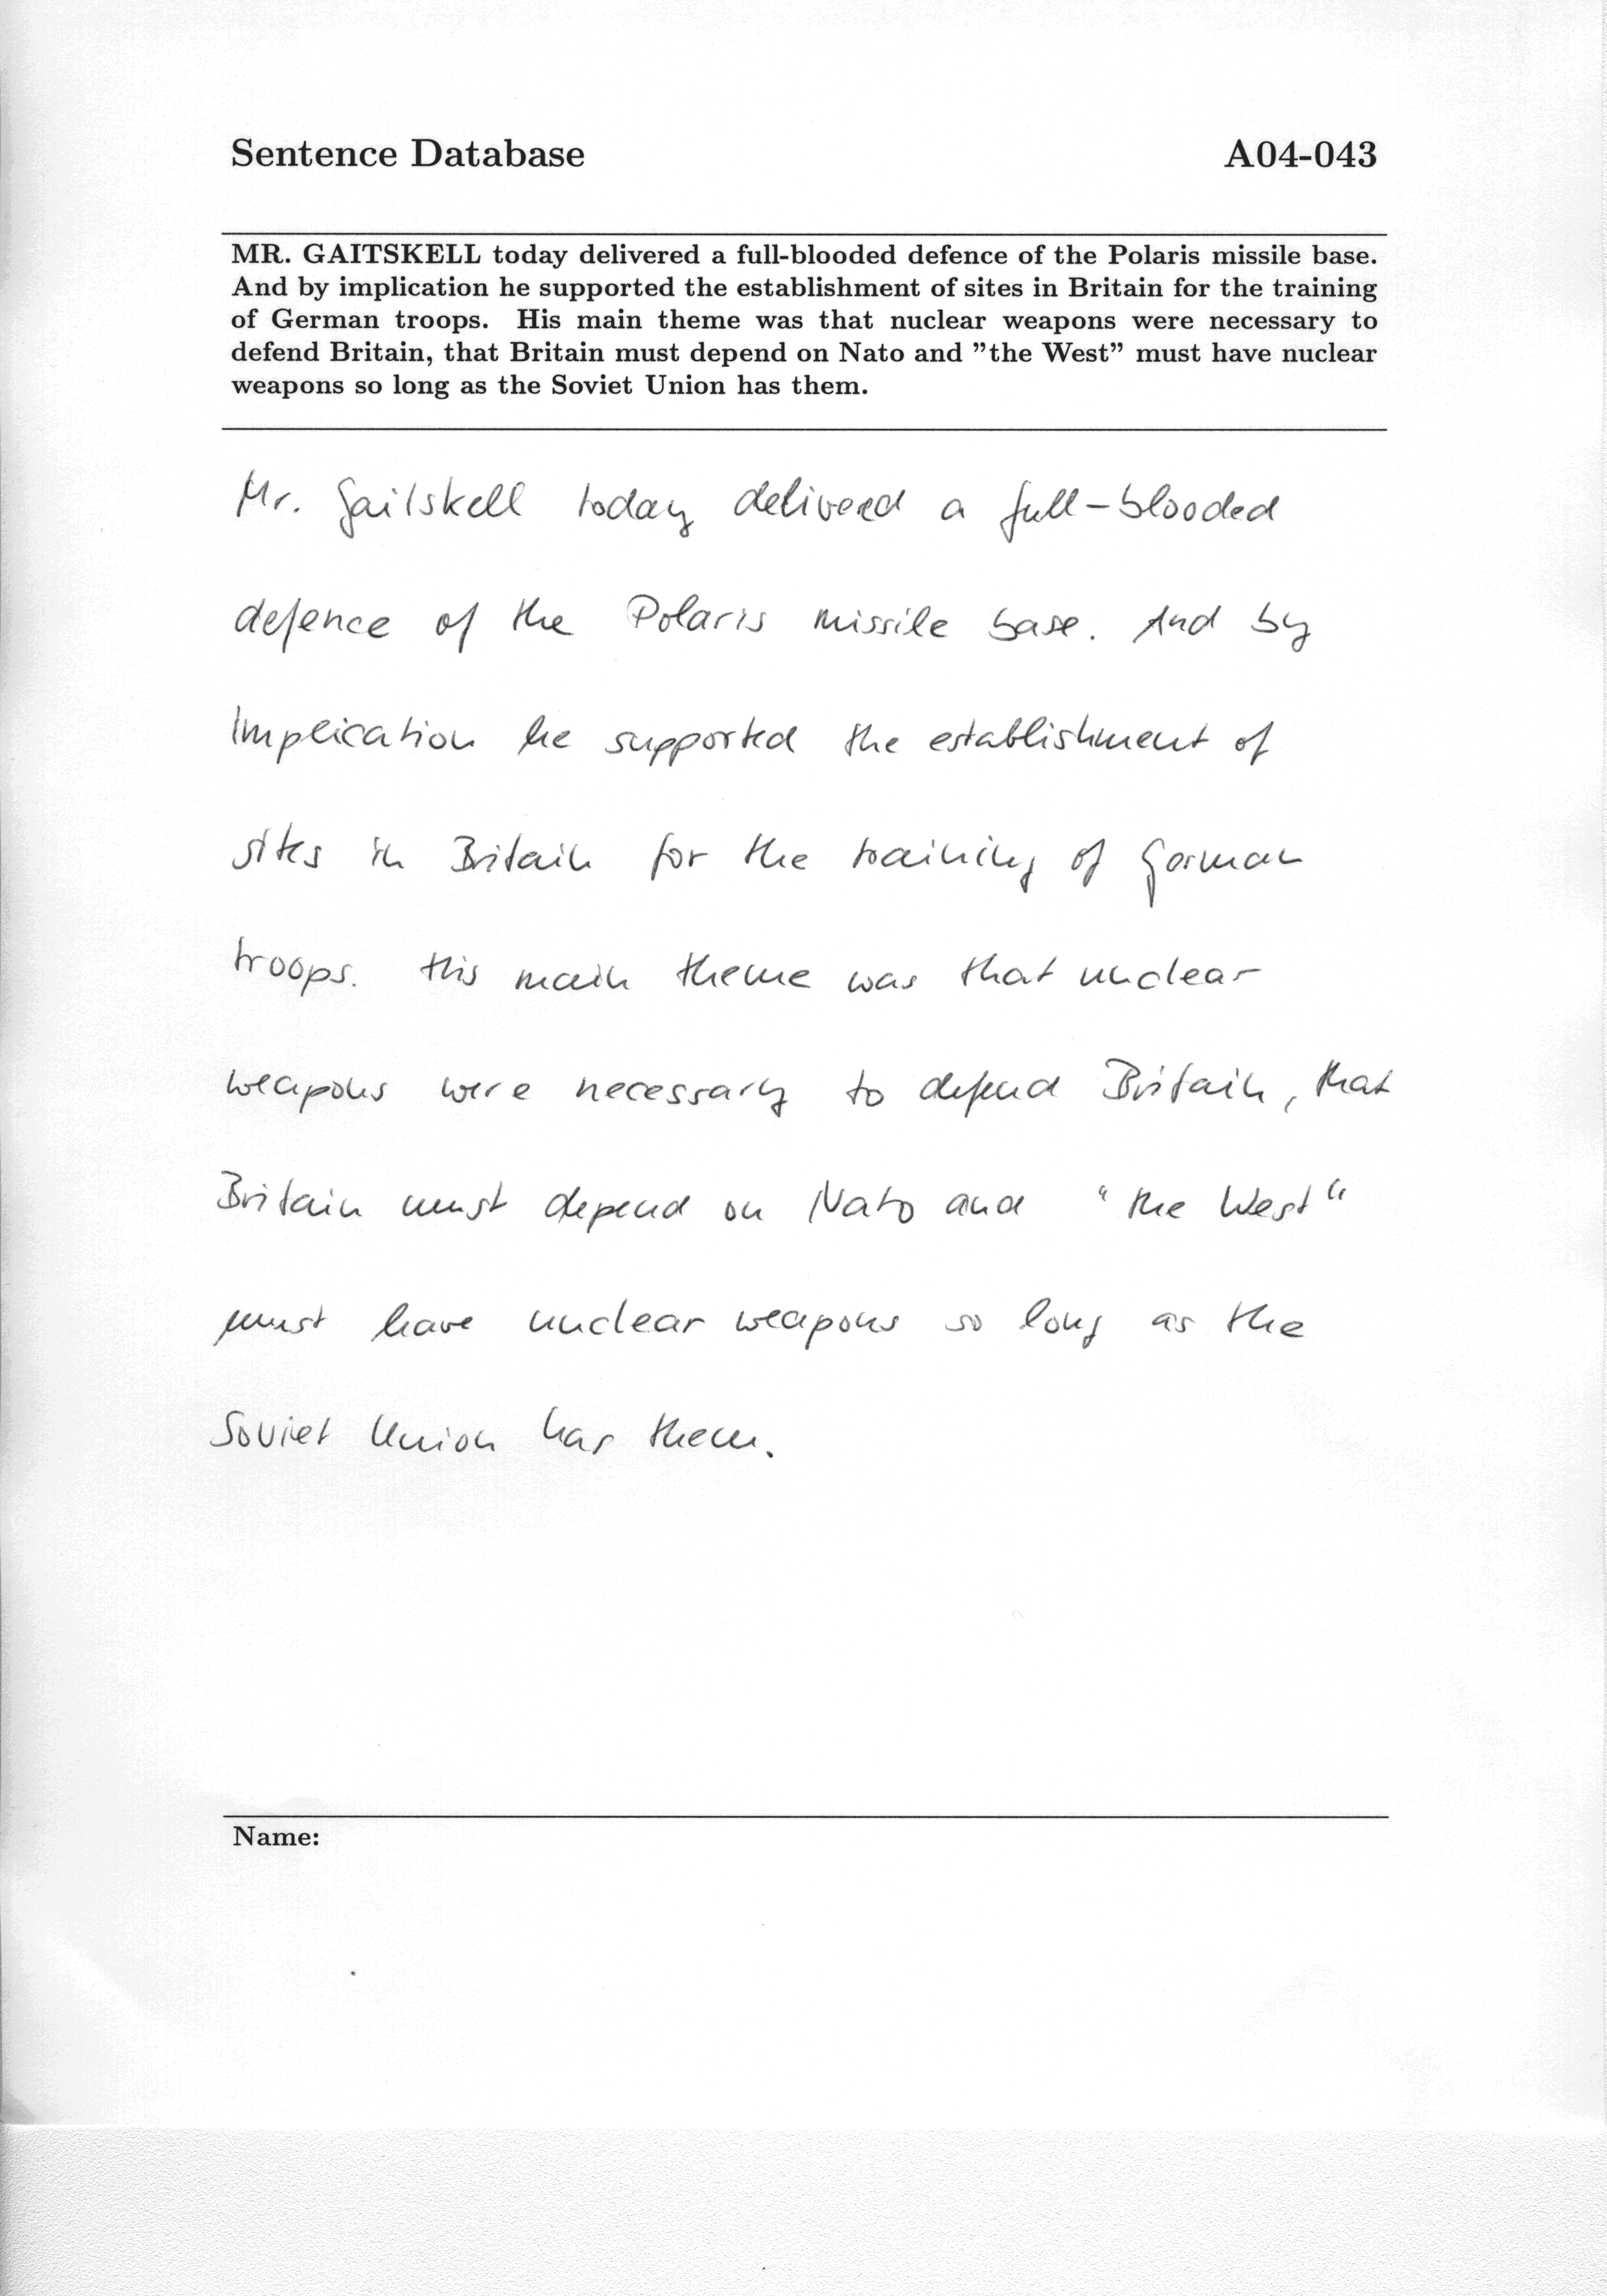 Sentence Database A04-043
MR. GAITSKELL today delivered a full-blooded defence of the Polaris missile base.
And by implication he supported the establishment of sites in Britain for the training
of German troops. His main theme was that nuclear weapons were necessary to
defend Britain, that Britain must depend on Nato and ”the West” must have nuclear
weapons so long as the Soviet Union has them.
Mr. Gaitskell today delivered a full-blooded
defence of the Polaris missile base. And by
implication he supported the establishment of
sites in Britain for the training of German
troops. His main theme was that nuclear
weapons were necessary to defend Britain, that
Britain must depend on Nato and “the West“
must have nuclear weapons so long as the
Soviet Union has them.
Name: